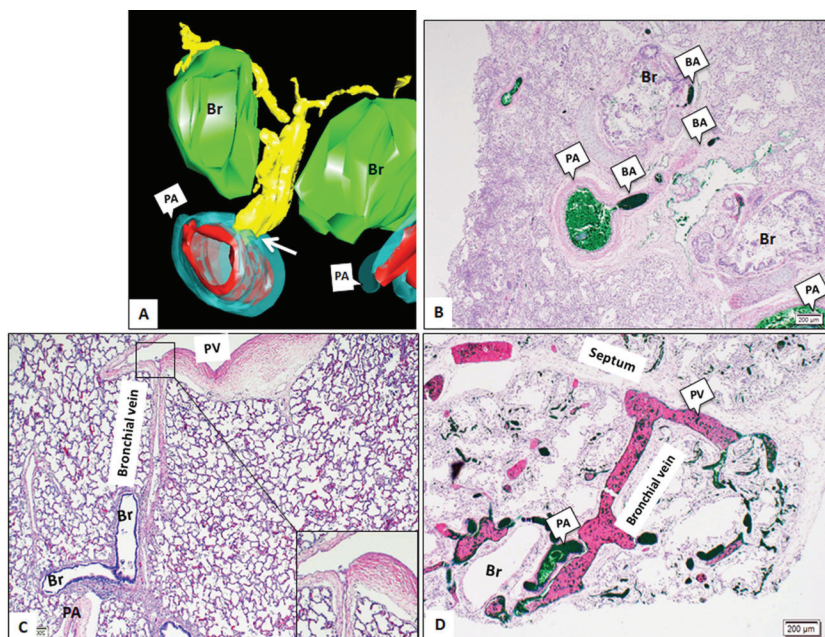 Br
Br
PA
PA
A
Br
BA
BA
PA
BA
Br
PA
B
200 µm
PV
Bronchial vein
Br
Br
PA
C
Septum
PV
Bronchial vein
PA
Br
D
200 µm